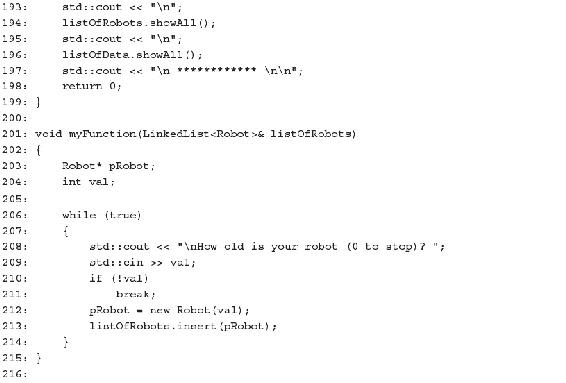 193:     std::cout << "\n";
194:     listOfRobots.showAll();
195:     std::cout << "\n";
196:     listOfData.showAll();
197:     std::cout << "\n ************ \n\n";
198:     return 0;
199: }
200:
201: void myFunction(LinkedList<Robot>& listOfRobots)
202: {
203:     Robot* pRobot;
204:     int val;
205:
206:     while (true)
207:     {
208:         std::cout << "\nHow old is your robot (0 to stop)? ";
209:         std::cin >> val;
210:         if (!val)
211:             break;
212:         pRobot = new Robot(val);
213:         listOfRobots.insert(pRobot);
214:     }
215: }
216: